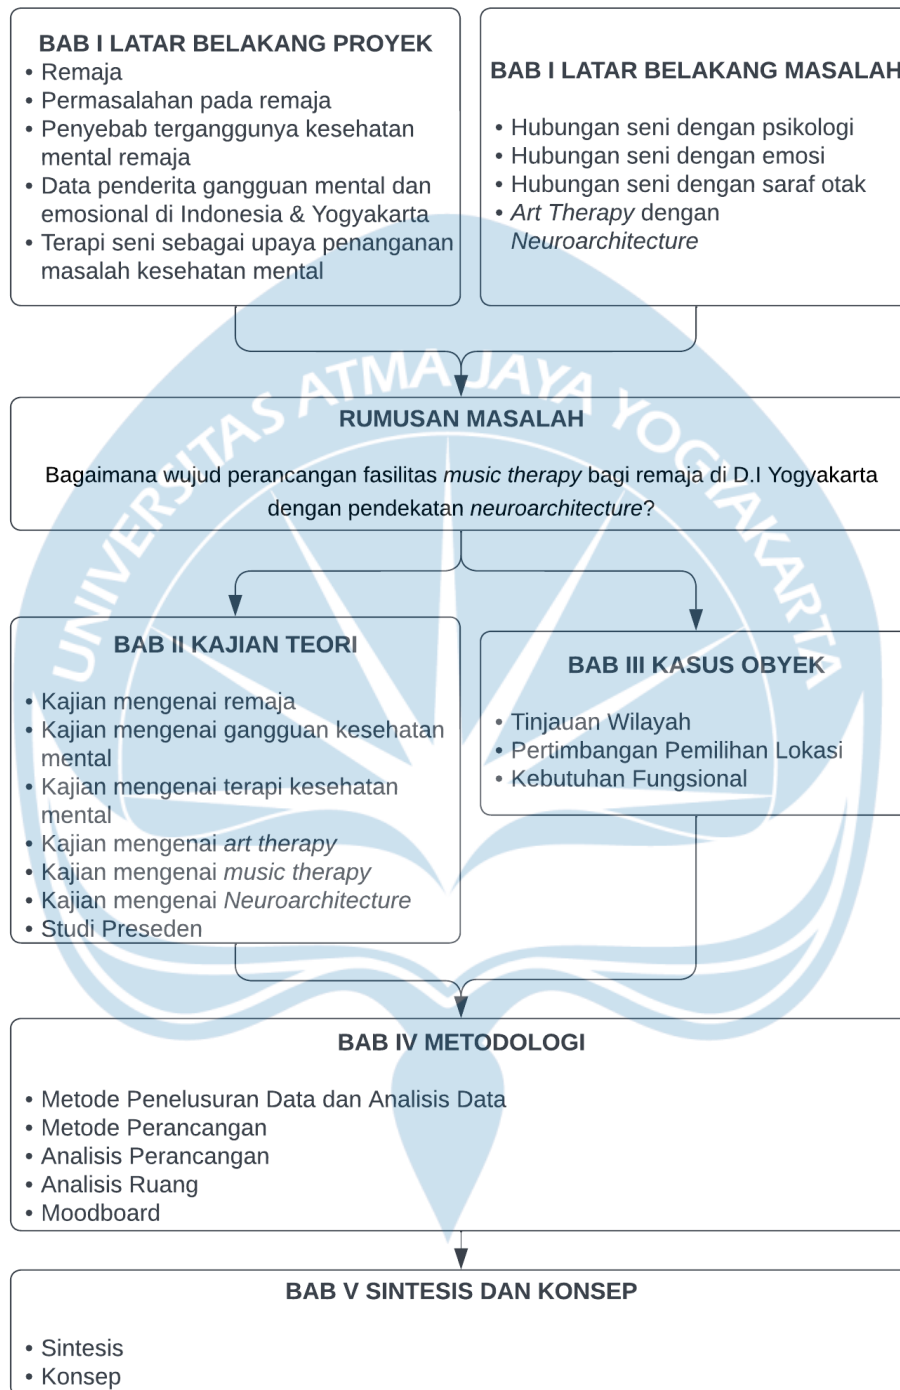 BAB I LATAR BELAKANG PROYEK
• Remaja
• Permasalahan pada remaja
• Penyebab terganggunya kesehatan
mental remaja
• Data penderita gangguan mental dan
emosional di Indonesia & Yogyakarta
• Terapi seni sebagai upaya penanganan
masalah kesehatan mental
BAB I LATAR BELAKANG MASALAH
• Hubungan seni dengan psikologi
• Hubungan seni dengan emosi
• Hubungan seni dengan saraf otak
• Art Therapy dengan
Neuroarchitecture
UNIVERSITAS ATMA JAYA YOGYAKARTA
RUMUSAN MASALAH
Bagaimana wujud perancangan fasilitas music therapy bagi remaja di D.I Yogyakarta
dengan pendekatan neuroarchitecture?
BAB II KAJIAN TEORI
• Kajian mengenai remaja
• Kajian mengenai gangguan kesehatan
mental
• Kajian mengenai terapi kesehatan
mental
• Kajian mengenai art therapy
• Kajian mengenai music therapy
• Kajian mengenai Neuroarchitecture
• Studi Preseden
BAB III KASUS OBYEK
• Tinjauan Wilayah
• Pertimbangan Pemilihan Lokasi
• Kebutuhan Fungsional
BAB IV METODOLOGI
• Metode Penelusuran Data dan Analisis Data
• Metode Perancangan
• Analisis Perancangan
• Analisis Ruang
• Moodboard
BAB V SINTESIS DAN KONSEP
• Sintesis
• Konsep